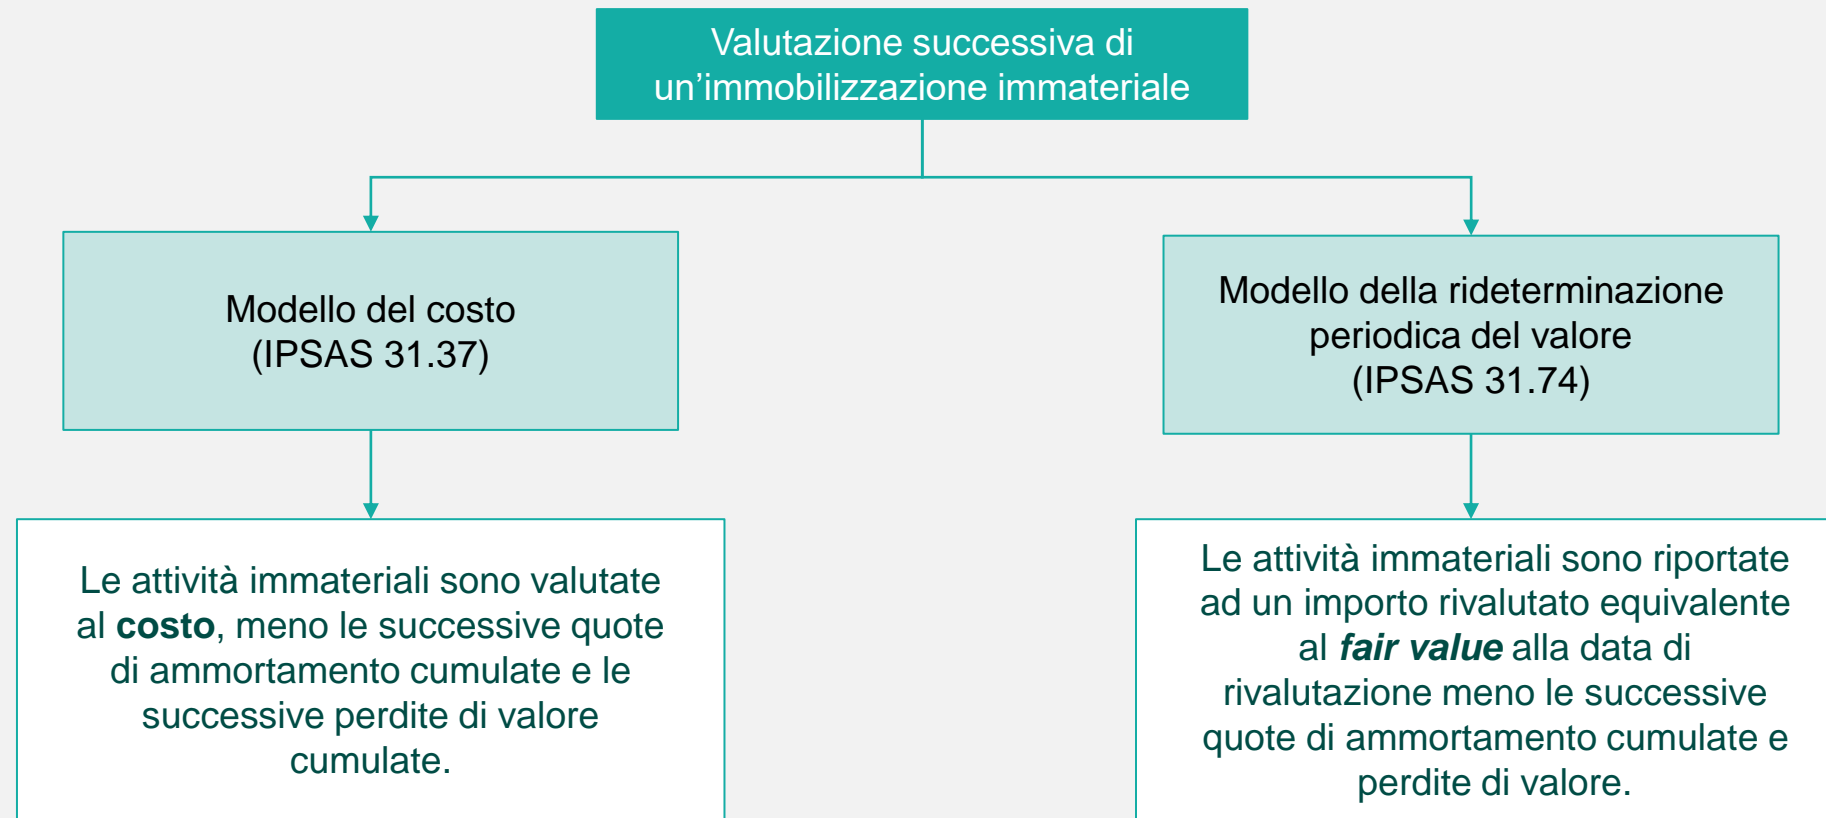 Valutazione successiva di
un’immobilizzazione immateriale
Modello del costo
(IPSAS 31.37)
Modello della rideterminazione
periodica del valore
(IPSAS 31.74)
Le attività immateriali sono valutate
al costo, meno le successive quote
di ammortamento cumulate e le
successive perdite di valore
cumulate.
Le attività immateriali sono riportate
ad un importo rivalutato equivalente
al fair value alla data di
rivalutazione meno le successive
quote di ammortamento cumulate e
perdite di valore.